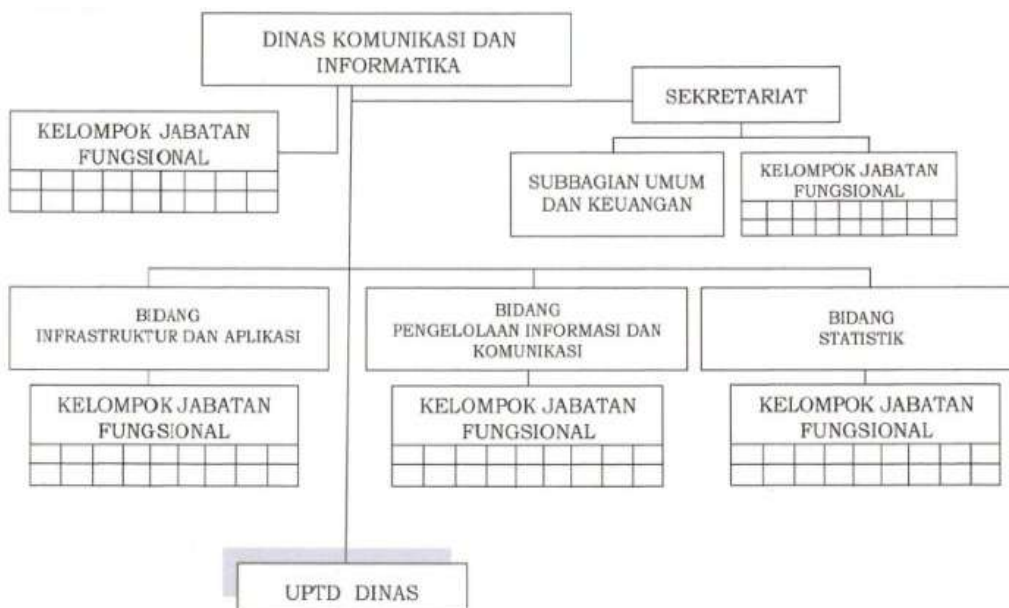 DINAS KOMUNIKASI DAN
INFORMATIKA
SEKRETARIAT
KELOMPOK JABATAN
FUNGSIONAL
SUBBAGIAN UMUM
DAN KEUANGAN
KELOMPOK JABATAN
FUNGSIONAL
BIDANG
INFRASTRUKTUR DAN APLIKASI
BIDANG
PENGELOLAAN INFORMASI DAN
KOMUNIKASI
BIDANG
STATISTIK
KELOMPOK JABATAN
FUNGSIONAL
KELOMPOK JABATAN
FUNGSIONAL
KELOMPOK JABATAN
FUNGSIONAL
UPTD DINAS